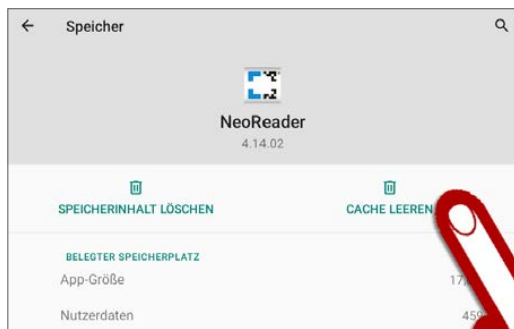 Speicher
NeoReader
4.14.02
SPEICHERINHALT LÖSCHEN
CACHE LEEREN
BELEGTER SPEICHERPLATZ
App-Größe
Nutzerdaten